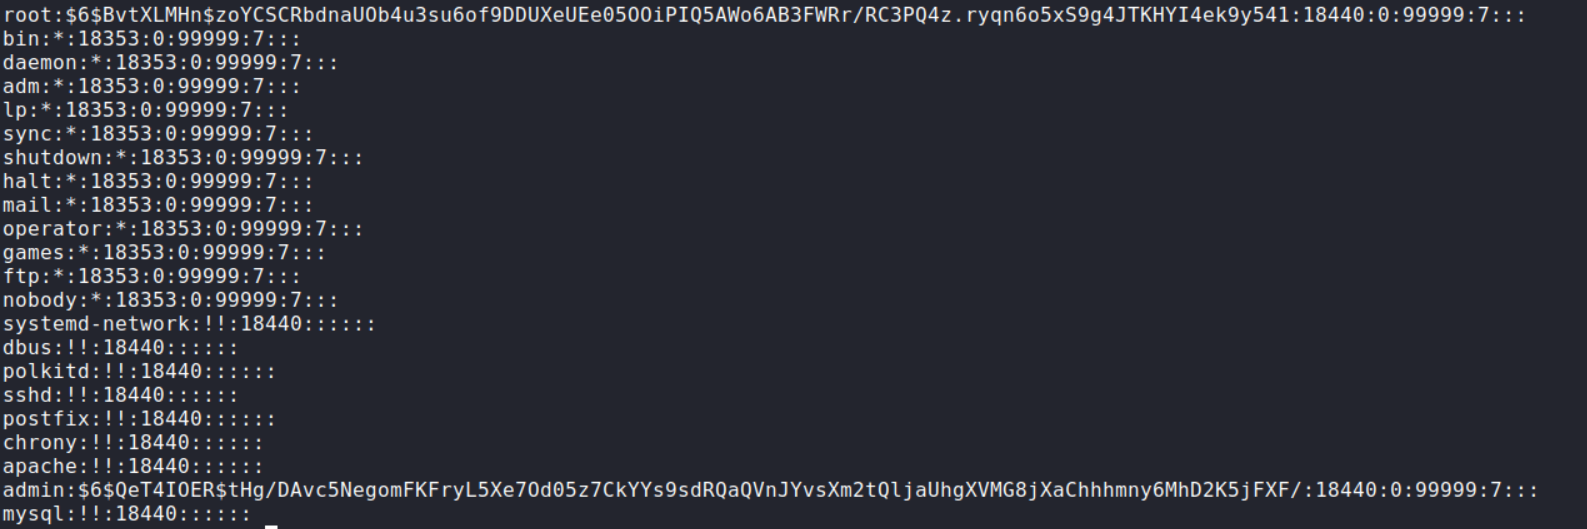 root:$6$BvtXLMHn$zoYCSCRbdnaUOb4u3su6of9DDUXeUEe05OOiPIQ5AWo6AB3FWRr/RC3PQ4z.ryqn6o5xS9g4JTKHYI4ek9y541:18440:0:99999:7:::
bin:*:18353:0:99999:7:::
daemon:*:18353:0:99999:7:::
adm:*:18353:0:99999:7:::
lp:*:18353:0:99999:7:::
sync:*:18353:0:99999:7:::
shutdown:*:18353:0:99999:7:::
halt:*:18353:0:99999:7:::
mail:*:18353:0:99999:7:::
operator:*:18353:0:99999:7:::
games:*:18353:0:99999:7:::
ftp:*:18353:0:99999:7:::
nobody:*:18353:0:99999:7:::
systemd-network:!!:18440::::::
dbus:!!:18440::::::
polkitd:!!:18440::::::
sshd:!!:18440::::::
postfix:!!:18440::::::
chrony:!!:18440::::::
apache:!!:18440::::::
admin:$6$QeT4IOER$tHg/DAvc5NegomFKFryL5Xe7Od05z7CkYYs9sdRQaQVnJYvsXm2tQljaUhgXVMG8jXaChhhmny6MhD2K5jFXF/:18440:0:99999:7:::
mysql:!!:18440::::::